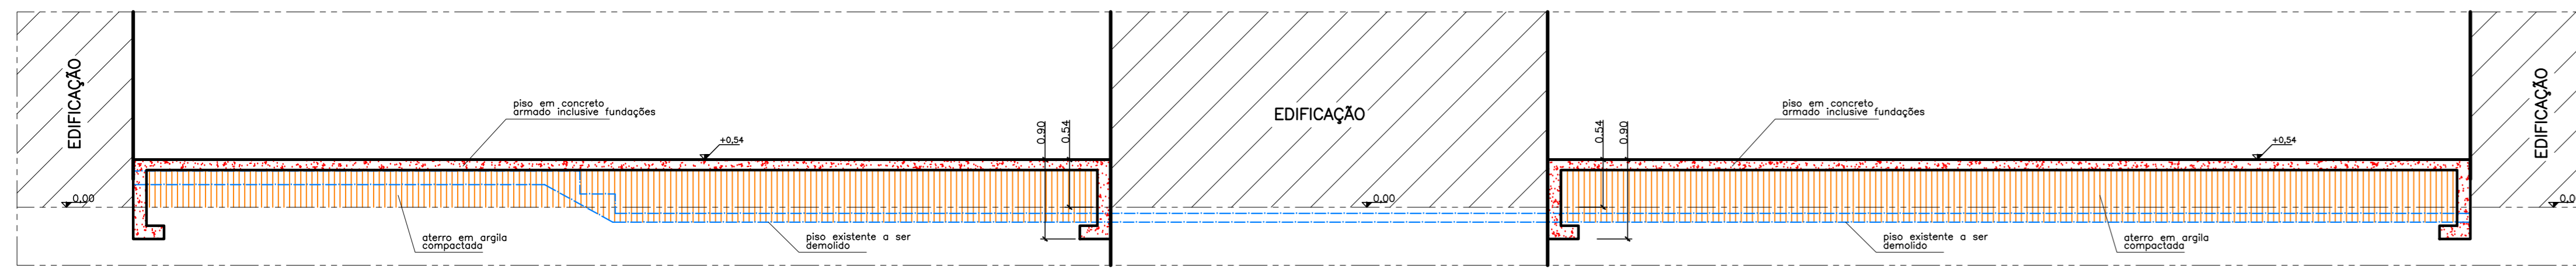 EDIFICAÇÃO
0.00
piso em concreto
armado inclusive fundações
aterro em argila
compactada
+0,54
piso existente a ser
demolido
0.90
0.54
EDIFICAÇÃO
0.00
0.54
0.90
piso em concreto
armado inclusive fundações
piso existente a ser
demolido
aterro em argila
compactada
+0,54
EDIFICAÇÃO